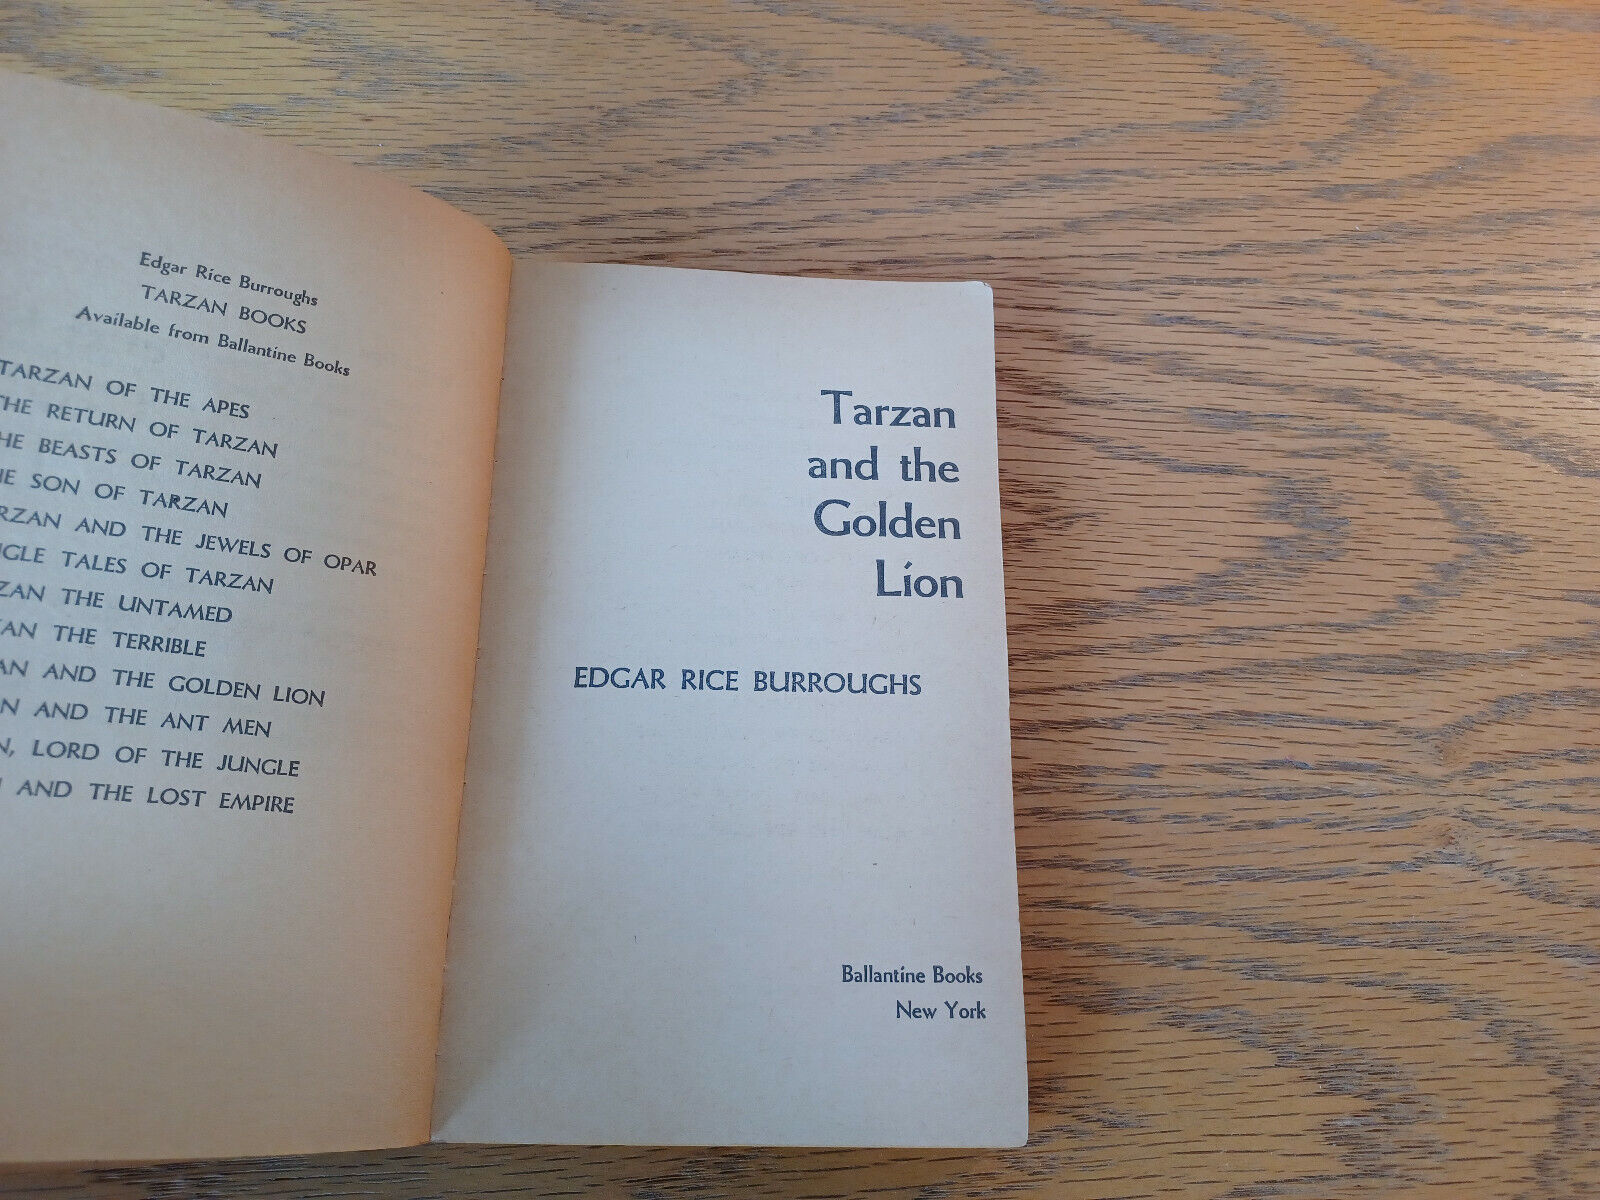 Edgar Rice Burroughs
TARZAN BOOKS
Available from Ballantine Books
TARZAN OF THE APES
THE RETURN OF TARZAN
HE BEASTS OF TARZAN
E SON OF TARZAN
RZAN AND THE JEWELS OF OPAR
GLE TALES OF TARZAN
ZAN THE UNTAMED
AN THE TERRIBLE
AN AND THE GOLDEN LION
N AND THE ANT MEN
N, LORD OF THE JUNGLE
AND THE LOST EMPIRE
Tarzan
and the
Golden
Lion
EDGAR RICE BURROUGHS
Ballantine Books
New York